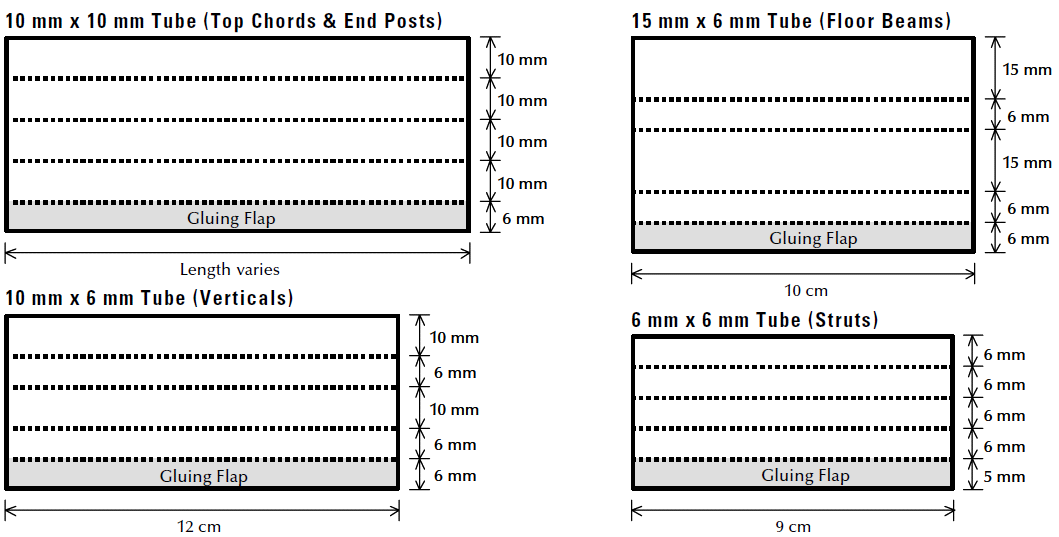 10 mm x 10 mm Tube (Top Chords & End Posts)
10 mm
10 mm
10 mm
10 mm
6 mm
Gluing Flap
Length varies
15 mm x 6 mm Tube (Floor Beams)
15 mm
6 mm
15 mm
6 mm
6 mm
Gluing Flap
10 cm
10 mm x 6 mm Tube (Verticals)
10 mm
6 mm
10 mm
6 mm
6 mm
Gluing Flap
12 cm
6 mm x 6 mm Tube (Struts)
6 mm
6 mm
6 mm
6 mm
5 mm
Gluing Flap
9 cm